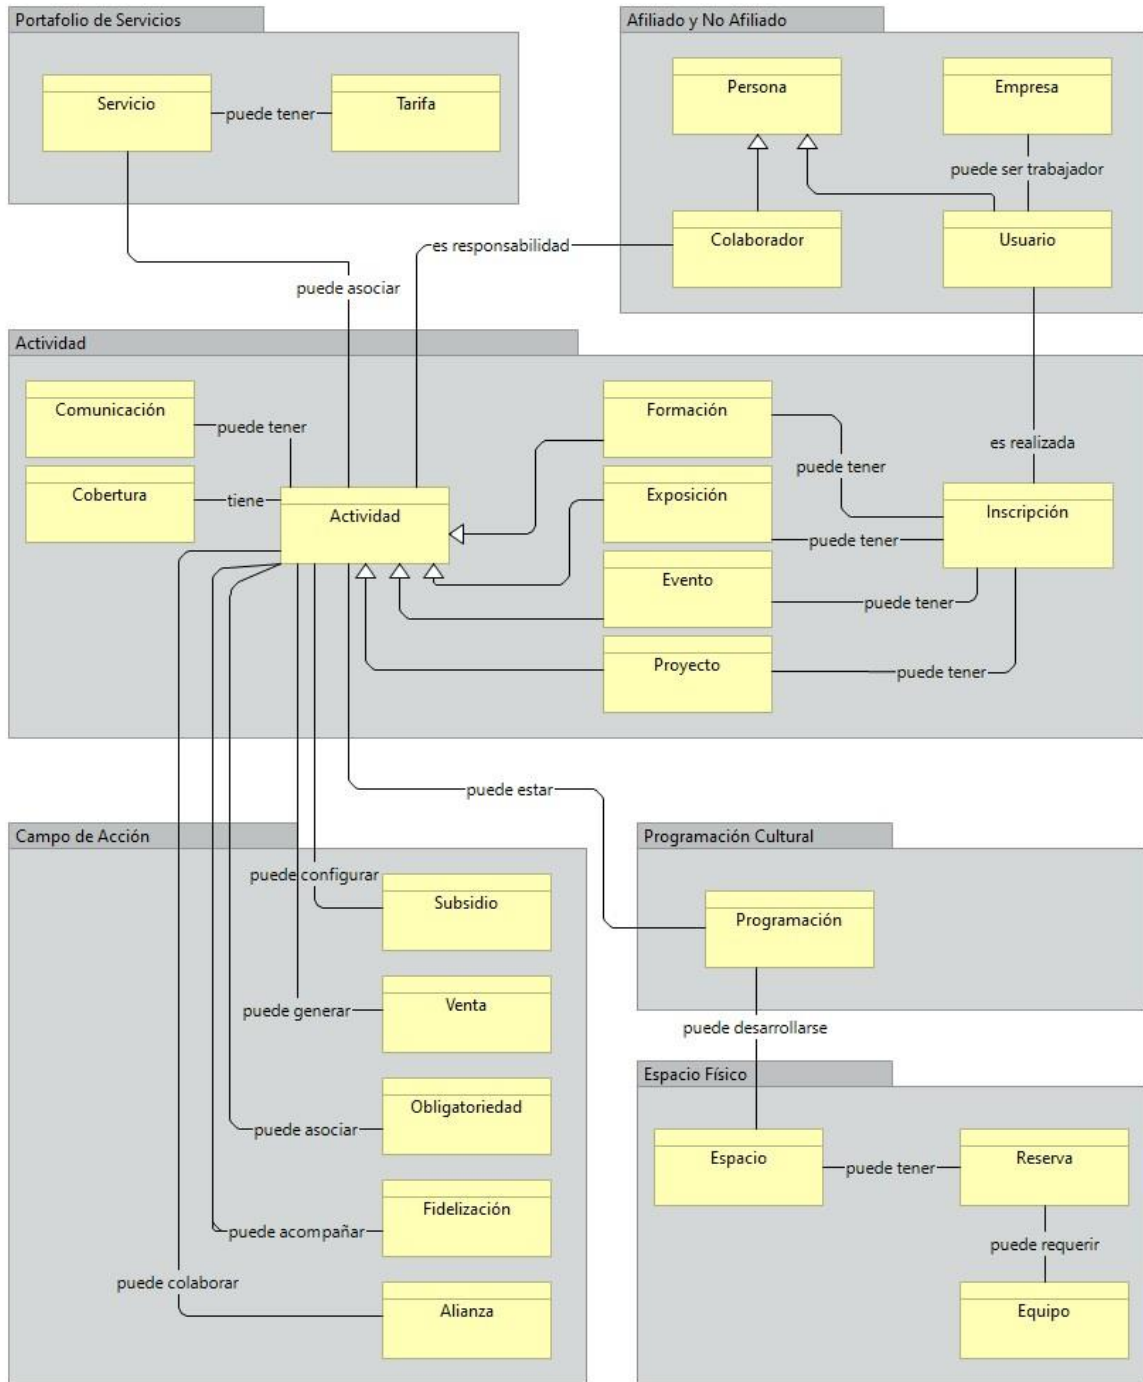 Portafolio de Servicios
Servicio
puede tener
Tarifa
Afiliado y No Afiliado
Persona
Empresa
puede ser trabajador
Colaborador
Usuario
es responsabilidad
puede asociar
Actividad
Comunicación
puede tener
Cobertura
tiene
Actividad
Formación
Exposición
Evento
Proyecto
es realizada
puede tener
Inscripción
puede tener
puede tener
puede tener
puede estar
Campo de Acción
puede configurar
Subsidio
puede generar
Venta
puede asociar
Obligatoriedad
puede acompañar
Fidelización
puede colaborar
Alianza
Programación Cultural
Programación
puede desarrollarse
Espacio Físico
Espacio
puede tener
Reserva
puede requerir
Equipo